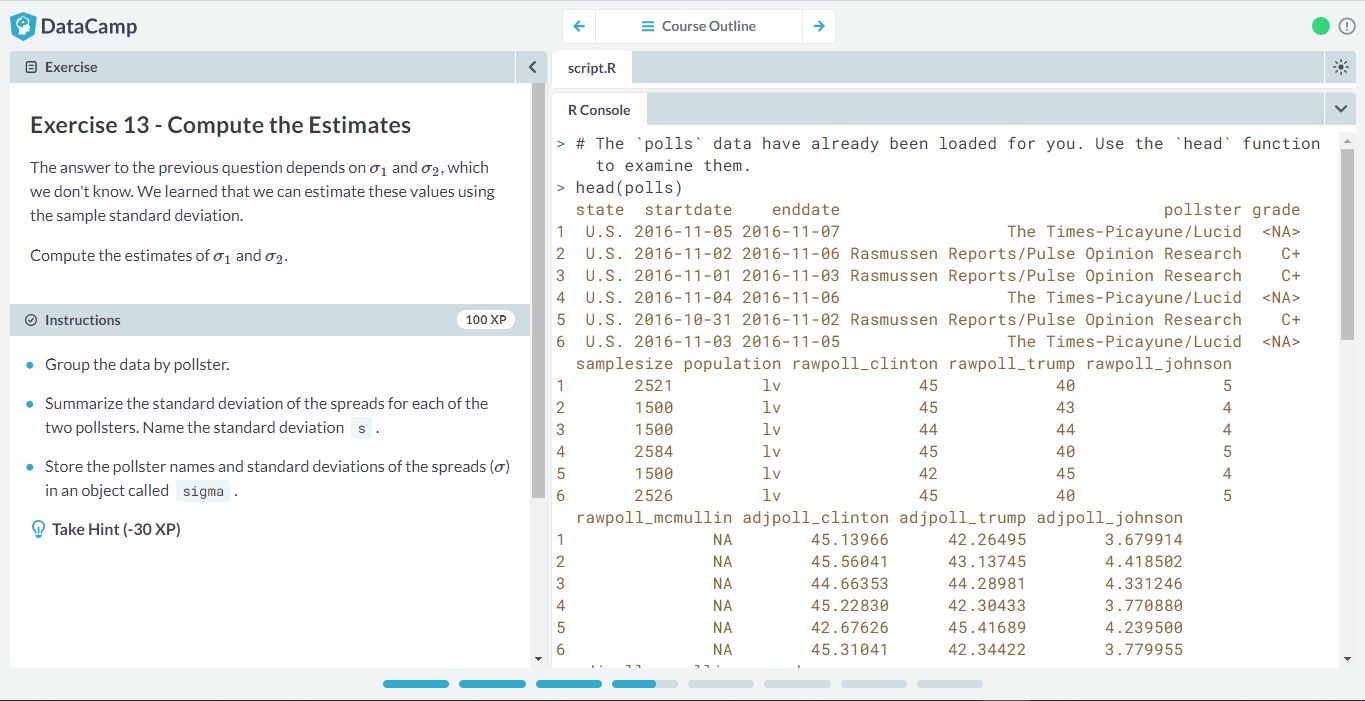 DataCamp
Course Outline
Exercise
Exercise 13 - Compute the Estimates
The answer to the previous question depends on σ1 and σ2, which
we don't know. We learned that we can estimate these values using
the sample standard deviation.
Compute the estimates of σ1 and σ2.
Instructions
100 XP
Group the data by pollster.
Summarize the standard deviation of the spreads for each of the
two pollsters. Name the standard deviation s .
Store the pollster names and standard deviations of the spreads (σ)
in an object called sigma .
Take Hint (-30 XP)
script.R
R Console
> # The `polls` data have already been loaded for you. Use the `head` function
to examine them.
> head(polls)
state startdate enddate pollster grade
1 U.S. 2016-11-05 2016-11-07 The Times-Picayune/Lucid <NA>
2 U.S. 2016-11-02 2016-11-06 Rasmussen Reports/Pulse Opinion Research C+
3 U.S. 2016-11-01 2016-11-03 Rasmussen Reports/Pulse Opinion Research C+
4 U.S. 2016-11-04 2016-11-06 The Times-Picayune/Lucid <NA>
5 U.S. 2016-10-31 2016-11-02 Rasmussen Reports/Pulse Opinion Research C+
6 U.S. 2016-11-03 2016-11-05 The Times-Picayune/Lucid <NA>
samplesize population rawpoll_clinton rawpoll_trump rawpoll_johnson
1 2521 lv 45 40 5
2 1500 lv 45 43 4
3 1500 lv 44 44 4
4 2584 lv 45 40 5
5 1500 lv 42 45 4
6 2526 lv 45 40 5
rawpoll_mcmullin adjpoll_clinton adjpoll_trump adjpoll_johnson
1 NA 45.13966 42.26495 3.679914
2 NA 45.56041 43.13745 4.418502
3 NA 44.66353 44.28981 4.331246
4 NA 45.22830 42.30433 3.770880
5 NA 42.67626 45.41689 4.239500
6 NA 45.31041 42.34422 3.779955